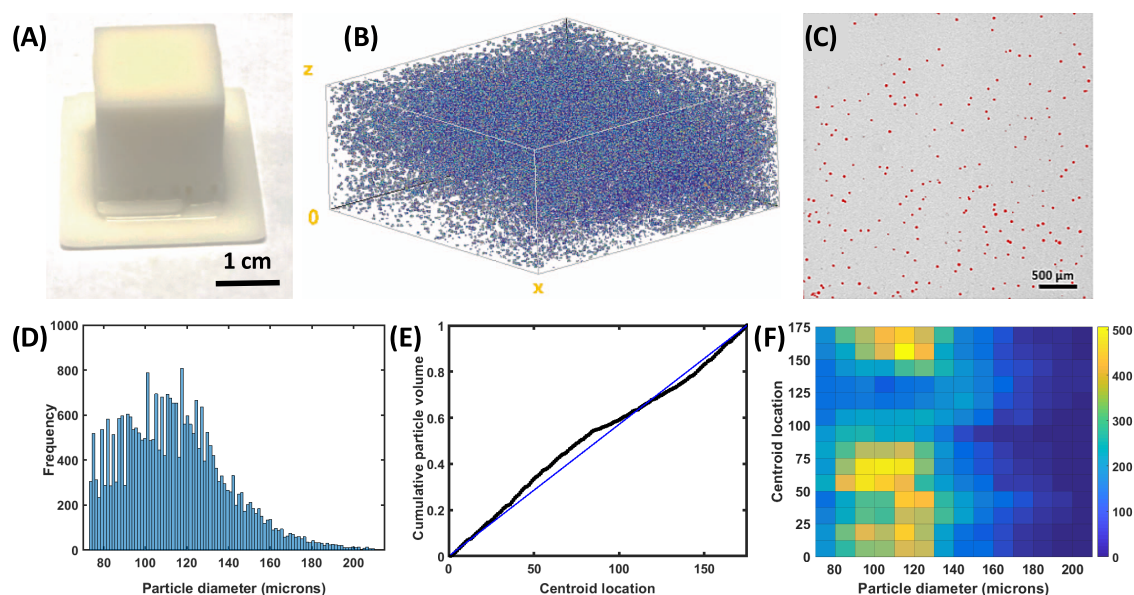 (A)
1 cm
(B)
z
0
x
(C)
500 µm
(D)
1000
800
600
400
200
0
Frequency
80 100 120 140 160 180 200
Particle diameter (microns)
(E)
1
0.8
0.6
0.4
0.2
0
Cumulative particle volume
0 50 100 150
Centroid location
(F)
175
150
125
100
75
50
25
0
Centroid location
80 100 120 140 160 180 200
Particle diameter (microns)
500
400
300
200
100
0